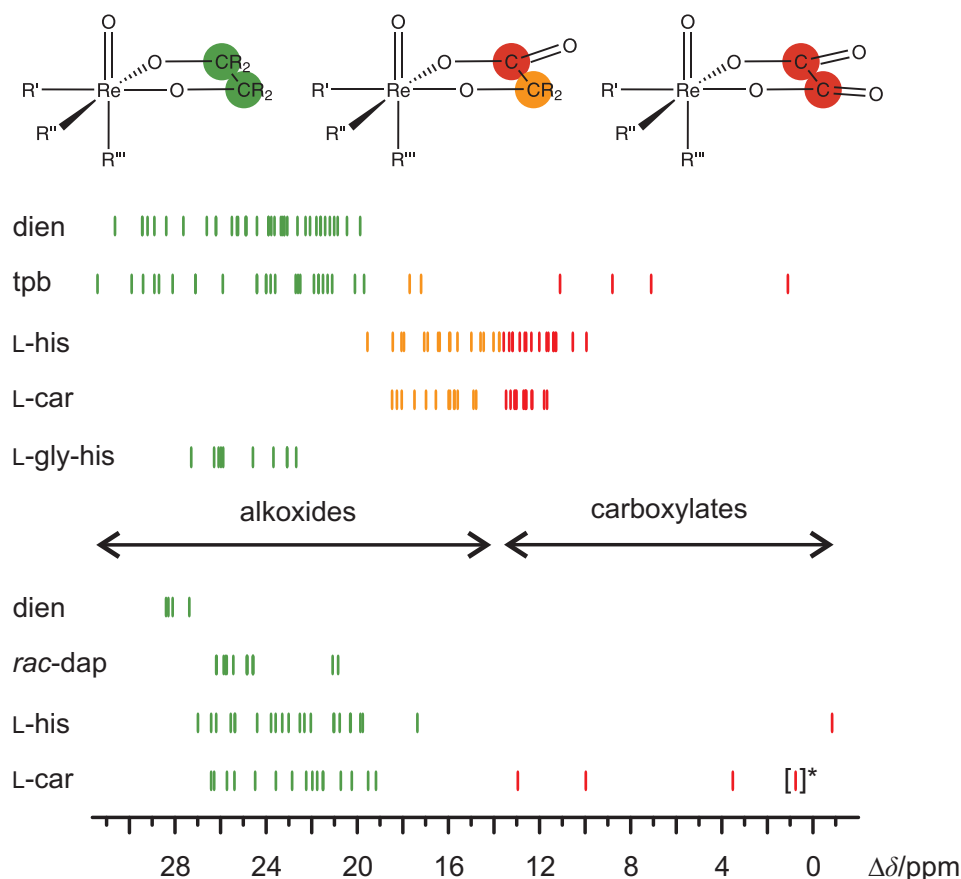 O O O
O CR2 O C O O C O
R' Re O CR2 R' Re O CR2 R' Re O C O
R'' R'' R''
R''' R''' R'''
dien
tpb
L-his
L-car
L-gly-his
alkoxides carboxylates
dien
rac-dap
L-his
L-car [ ]*
28 24 20 16 12 8 4 0 Δδ/ppm